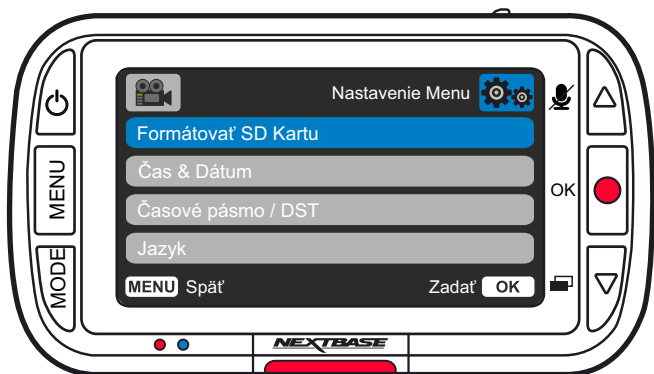 Nastavenie Menu
Formátovať SD Kartu
Čas & Dátum
Časové pásmo / DST
Jazyk
MENU Späť
Zadať OK
MENU
MODE
OK
NEXTBASE